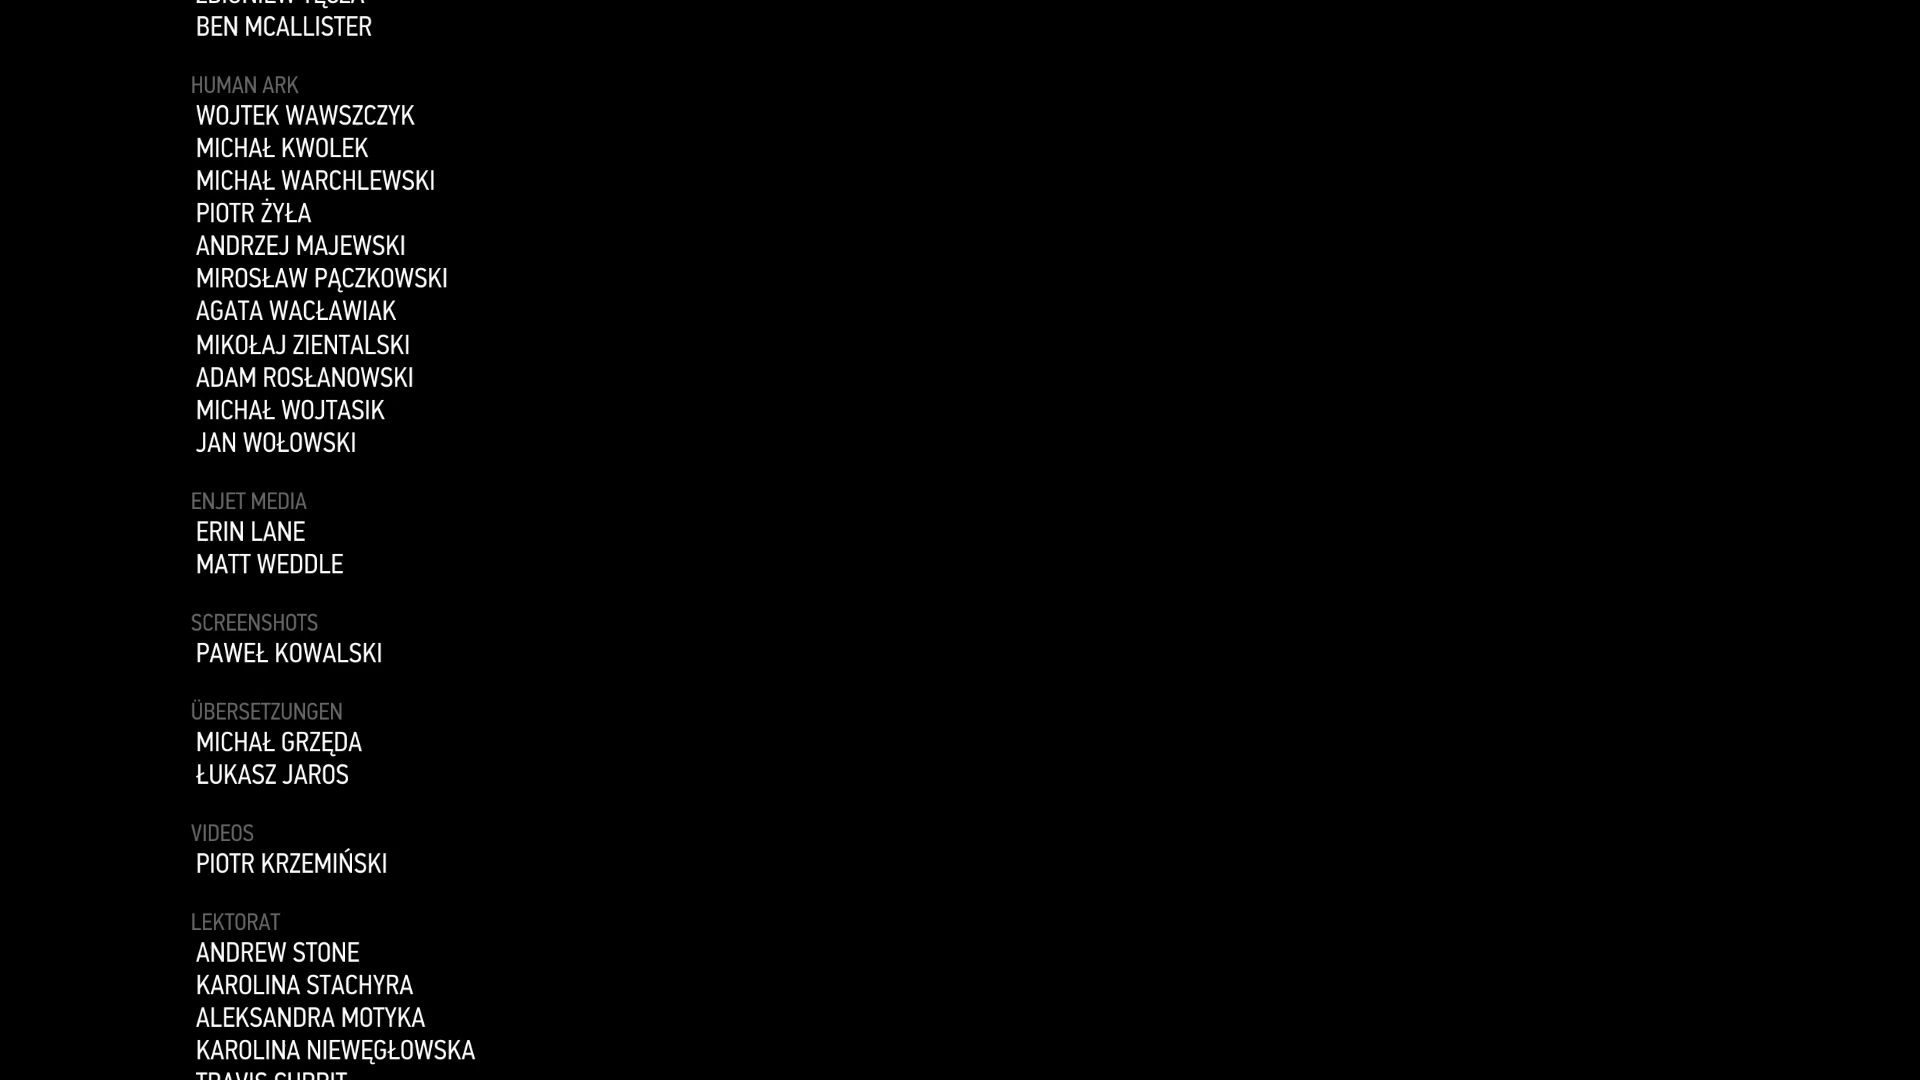 BEN MCALLISTER
HUMAN ARK
WOJTEK WAWSZCZYK
MICHAŁ KWOLEK
MICHAŁ WARCHLEWSKI
PIOTR ŻYŁA
ANDRZEJ MAJEWSKI
MIROSŁAW PĄCZKOWSKI
AGATA WACŁAWIAK
MIKOŁAJ ZIENTALSKI
ADAM ROSŁANOWSKI
MICHAŁ WOJTASIK
JAN WOŁOWSKI
ENJET MEDIA
ERIN LANE
MATT WEDDLE
SCREENSHOTS
PAWEŁ KOWALSKI
ÜBERSETZUNGEN
MICHAŁ GRZĘDA
ŁUKASZ JAROS
VIDEOS
PIOTR KRZEMIŃSKI
LEKTORAT
ANDREW STONE
KAROLINA STACHYRA
ALEKSANDRA MOTYKA
KAROLINA NIEWĘGŁOWSKA
TRAVIS